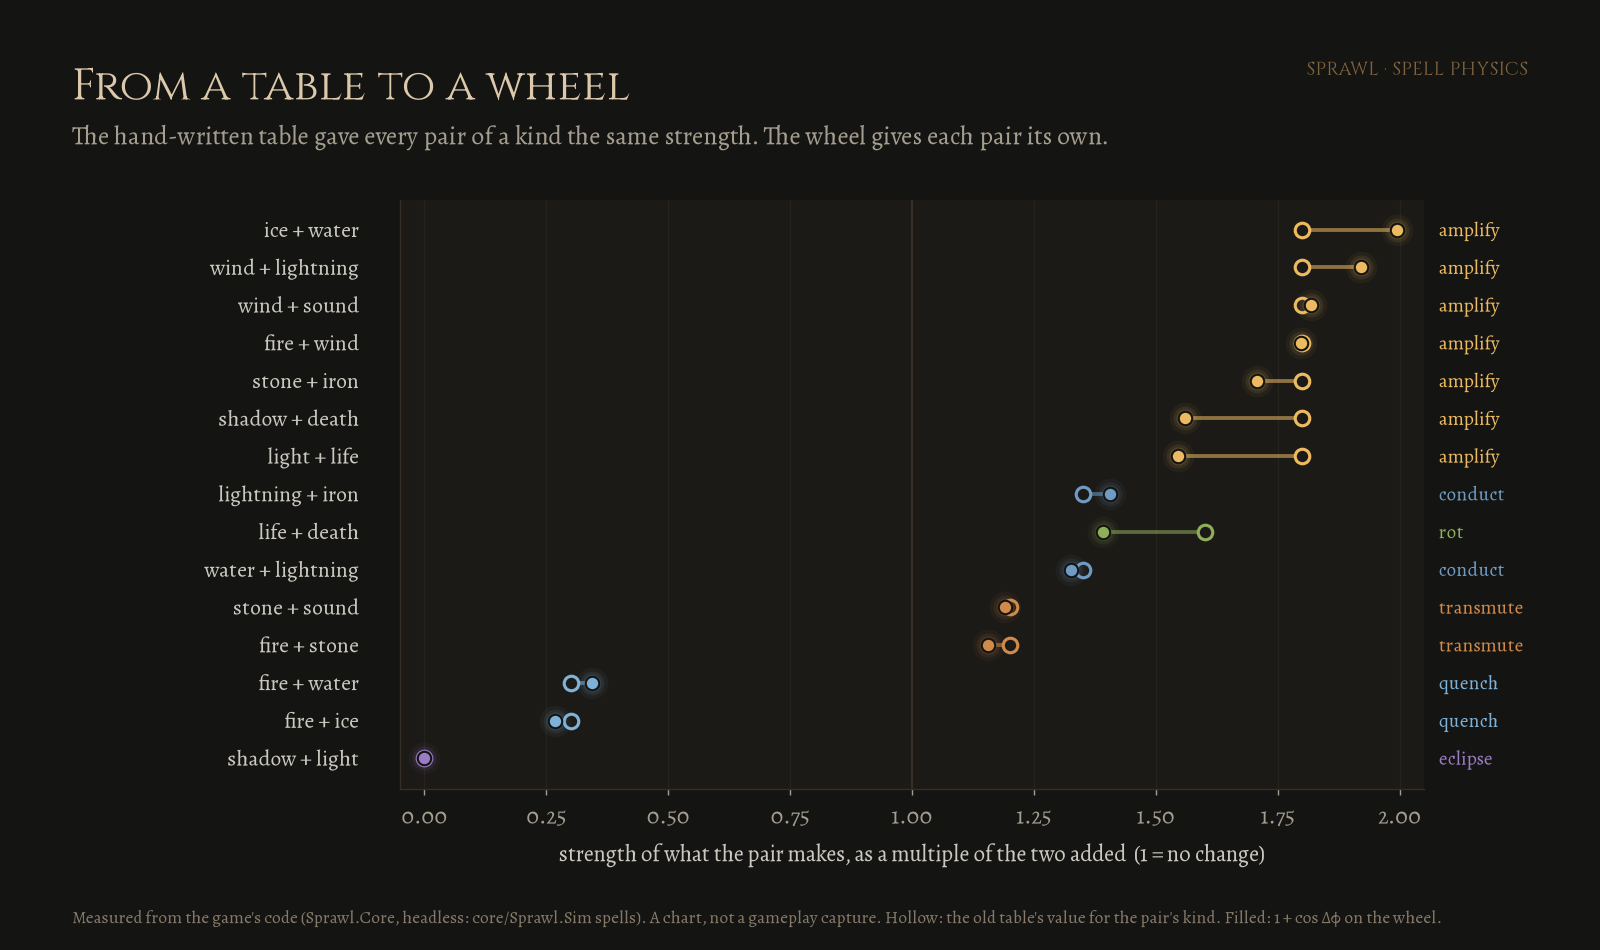 FROM A TABLE TO A WHEEL
SPRAWL · SPELL PHYSICS
The hand-written table gave every pair of a kind the same strength. The wheel gives each pair its own.
ice + water amplify
wind + lightning amplify
wind + sound amplify
fire + wind amplify
stone + iron amplify
shadow + death amplify
light + life amplify
lightning + iron conduct
life + death rot
water + lightning conduct
stone + sound transmute
fire + stone transmute
fire + water quench
fire + ice quench
shadow + light eclipse
0.00 0.25 0.50 0.75 1.00 1.25 1.50 1.75 2.00
strength of what the pair makes, as a multiple of the two added (1 = no change)
Measured from the game's code (Sprawl.Core, headless: core/Sprawl.Sim spells). A chart, not a gameplay capture. Hollow: the old table's value for the pair's kind. Filled: 1 + cos Δϕ on the wheel.